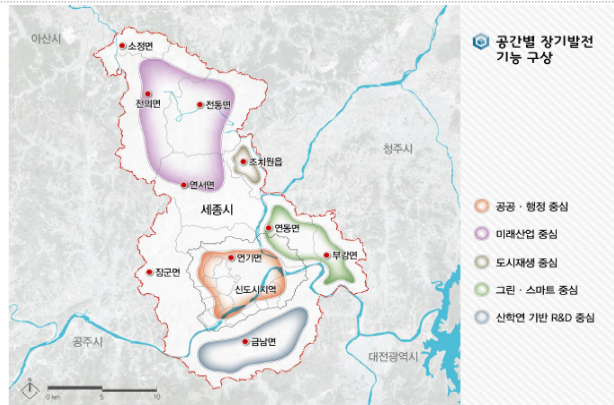 공간별 장기발전
기능 구상
아산시
소정면
전의면
전동면
조치원읍
청주시
연서면
세종시
연동면
부강면
연기면
장군면
신도시지역
금남면
공주시
대전광역시
공공 · 행정 중심
미래산업 중심
도시재생 중심
그린 · 스마트 중심
산학연 기반 R&D 중심
N
0 km 5 10